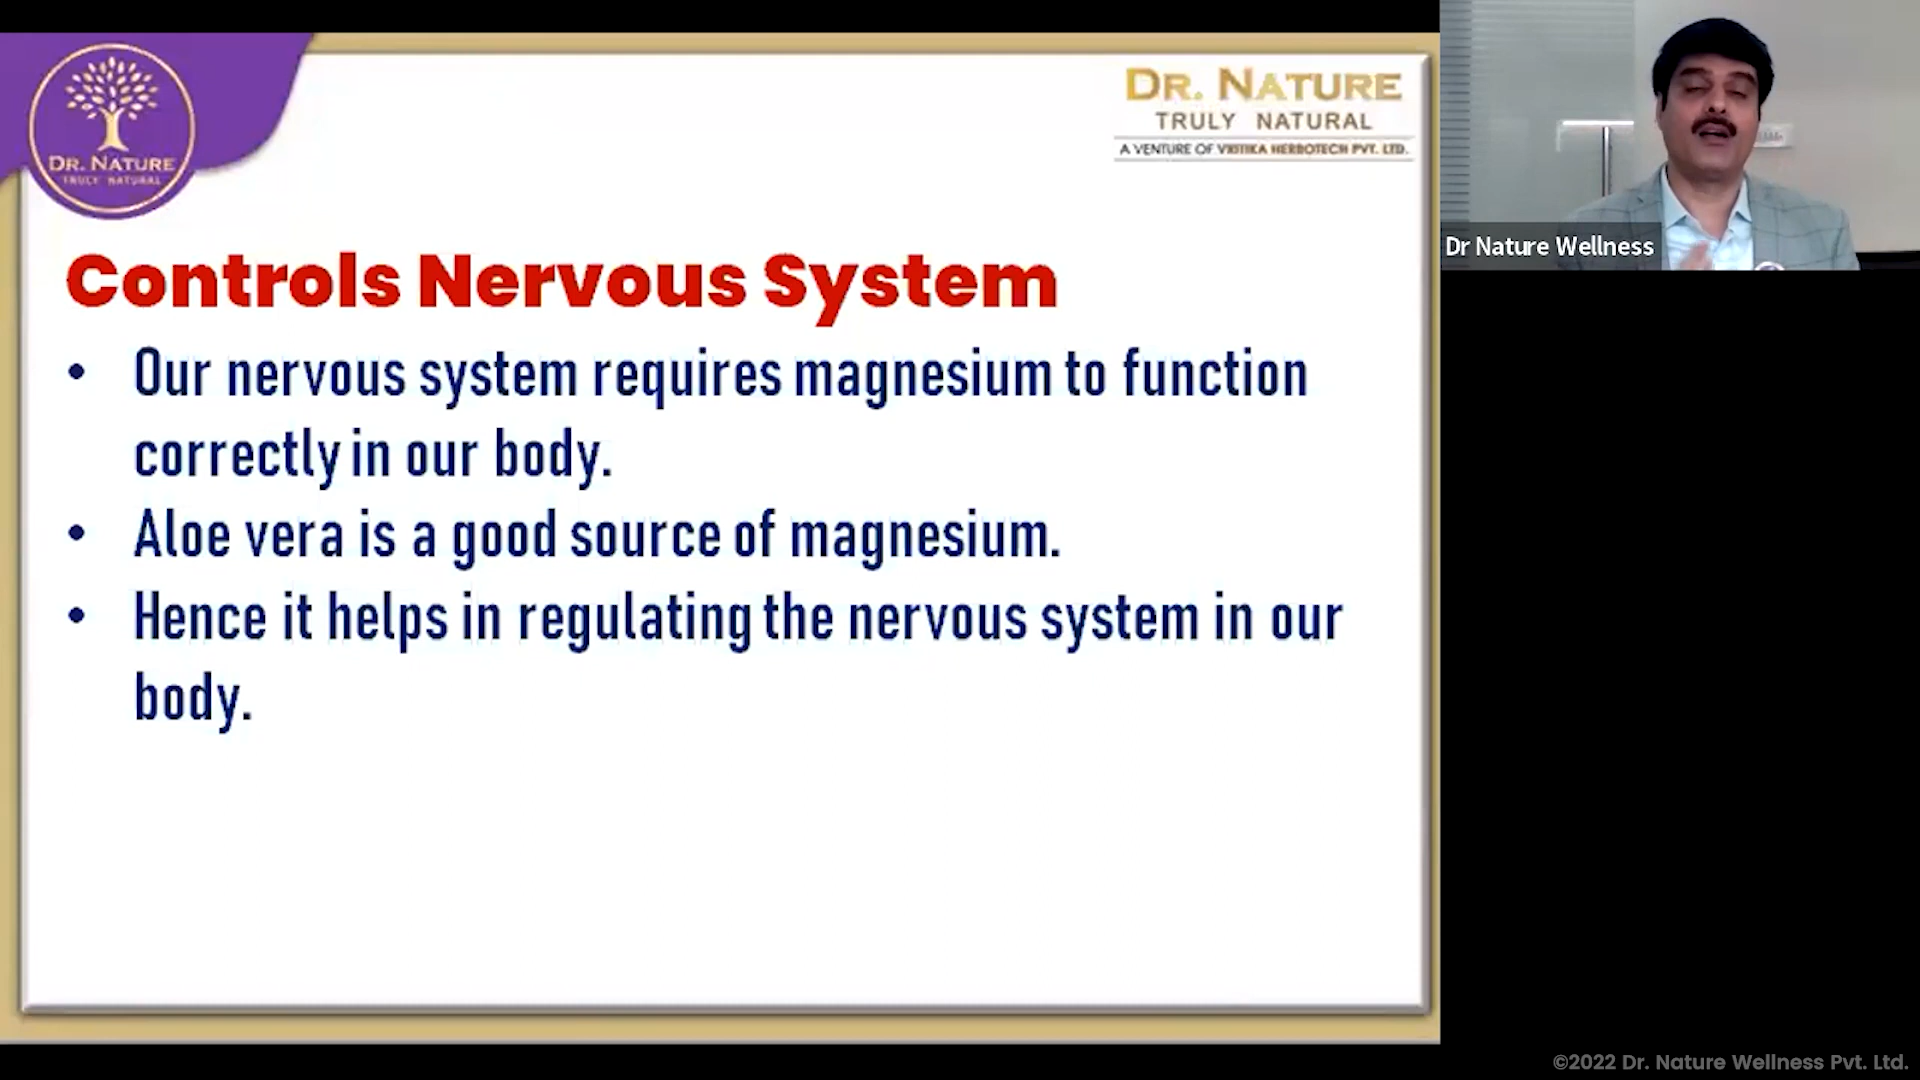 DR. NATURE
TRULY NATURAL
DR. NATURE
TRULY NATURAL
A VENTURE OF VRITIKA HERBOTECH PVT. LTD.
Dr Nature Wellness
Controls Nervous System
• Our nervous system requires magnesium to function
correctly in our body.
• Aloe vera is a good source of magnesium.
• Hence it helps in regulating the nervous system in our
body.
©2022 Dr. Nature Wellness Pvt. Ltd.